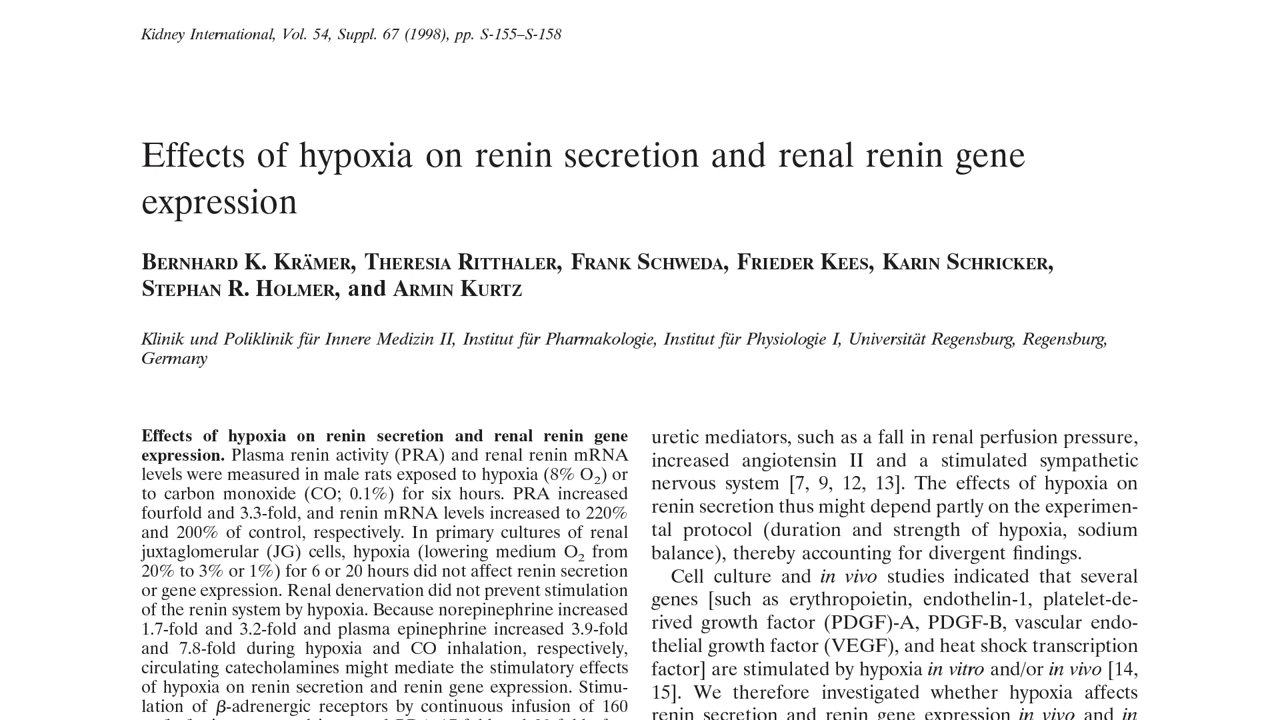 Kidney International, Vol. 54, Suppl. 67 (1998), pp. S-155–S-158
Effects of hypoxia on renin secretion and renal renin gene
expression
BERNHARD K. KRÄMER, THERESIA RITTHALER, FRANK SCHWEDA, FRIEDER KEES, KARIN SCHRICKER,
STEPHAN R. HOLMER, and ARMIN KURTZ
Klinik und Poliklinik für Innere Medizin II, Institut für Pharmakologie, Institut für Physiologie I, Universität Regensburg, Regensburg,
Germany
Effects of hypoxia on renin secretion and renal renin gene
expression. Plasma renin activity (PRA) and renal renin mRNA
levels were measured in male rats exposed to hypoxia (8% O₂) or
to carbon monoxide (CO; 0.1%) for six hours. PRA increased
fourfold and 3.3-fold, and renin mRNA levels increased to 220%
and 200% of control, respectively. In primary cultures of renal
juxtaglomerular (JG) cells, hypoxia (lowering medium O₂ from
20% to 3% or 1%) for 6 or 20 hours did not affect renin secretion
or gene expression. Renal denervation did not prevent stimulation
of the renin system by hypoxia. Because norepinephrine increased
1.7-fold and 3.2-fold and plasma epinephrine increased 3.9-fold
and 7.8-fold during hypoxia and CO inhalation, respectively,
circulating catecholamines might mediate the stimulatory effects
of hypoxia on renin secretion and renin gene expression. Stimu-
lation of β-adrenergic receptors by continuous infusion of 160
uretic mediators, such as a fall in renal perfusion pressure,
increased angiotensin II and a stimulated sympathetic
nervous system [7, 9, 12, 13]. The effects of hypoxia on
renin secretion thus might depend partly on the experimen-
tal protocol (duration and strength of hypoxia, sodium
balance), thereby accounting for divergent findings.
Cell culture and in vivo studies indicated that several
genes [such as erythropoietin, endothelin-1, platelet-de-
rived growth factor (PDGF)-A, PDGF-B, vascular endo-
thelial growth factor (VEGF), and heat shock transcription
factor] are stimulated by hypoxia in vitro and/or in vivo [14,
15]. We therefore investigated whether hypoxia affects
renin secretion and renin gene expression in vivo and in